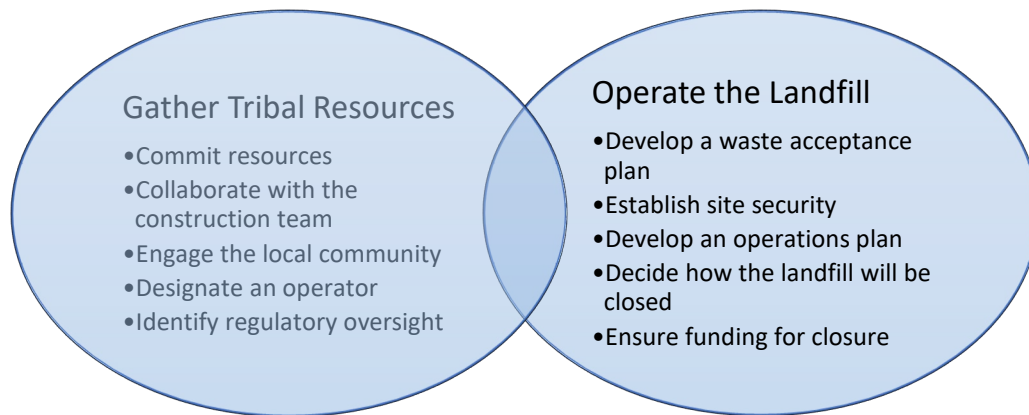 Gather Tribal Resources
•Commit resources
•Collaborate with the
construction team
•Engage the local community
•Designate an operator
•Identify regulatory oversight
Operate the Landfill
•Develop a waste acceptance
plan
•Establish site security
•Develop an operations plan
•Decide how the landfill will be
closed
•Ensure funding for closure